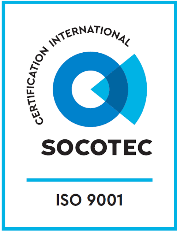 CERTIFICATION INTERNATIONAL
SOCOTEC
ISO 9001